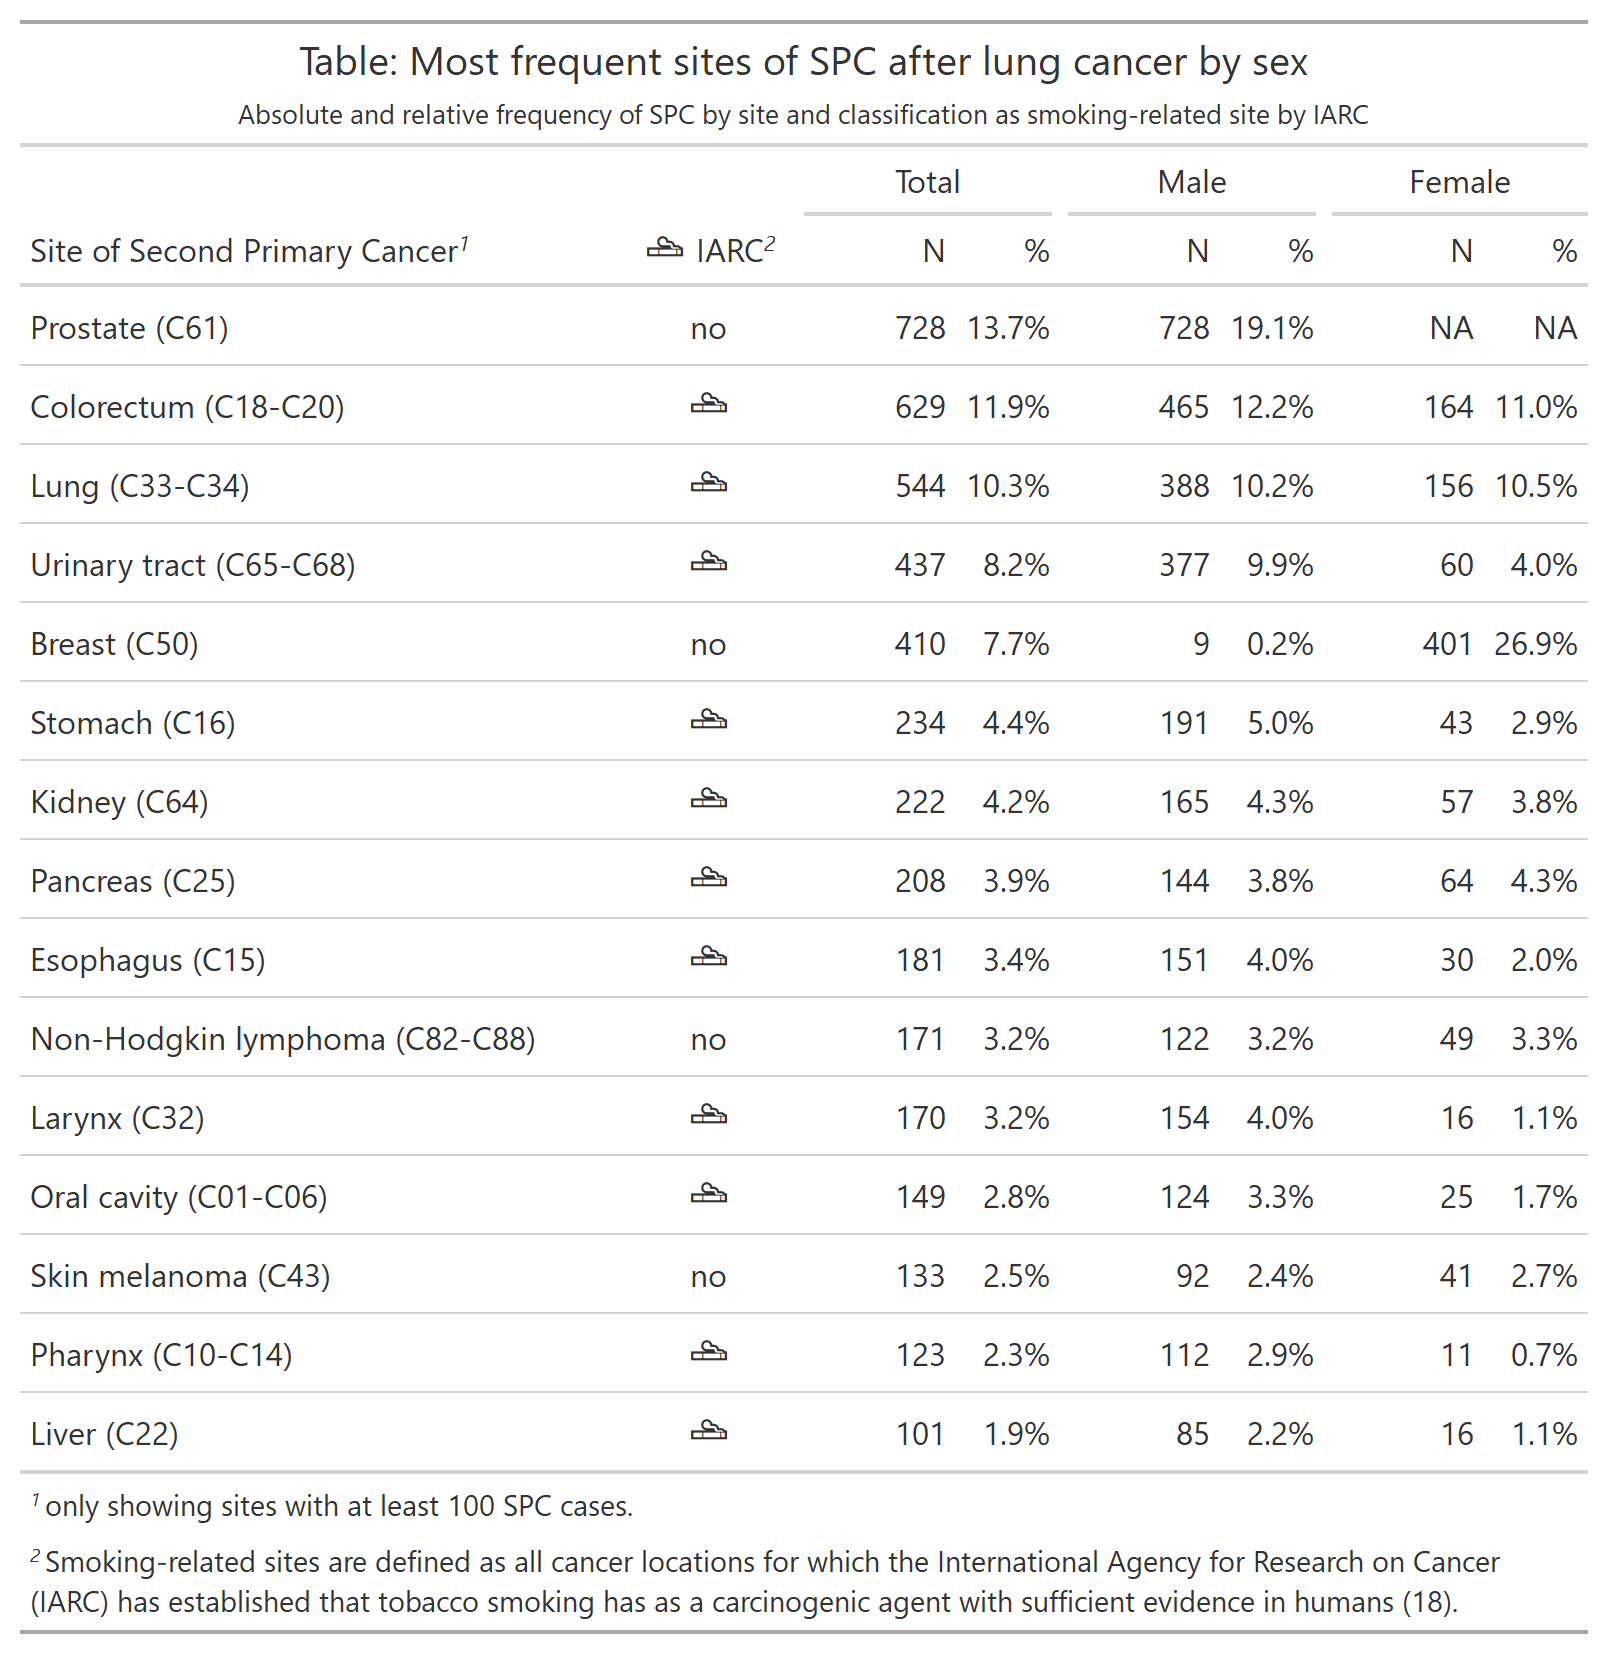 Table: Most frequent sites of SPC after lung cancer by sex
Absolute and relative frequency of SPC by site and classification as smoking-related site by IARC
Total Male Female
Site of Second Primary Cancer1 IARC2 N % N % N %
Prostate (C61) no 728 13.7% 728 19.1% NA NA
Colorectum (C18-C20) 629 11.9% 465 12.2% 164 11.0%
Lung (C33-C34) 544 10.3% 388 10.2% 156 10.5%
Urinary tract (C65-C68) 437 8.2% 377 9.9% 60 4.0%
Breast (C50) no 410 7.7% 9 0.2% 401 26.9%
Stomach (C16) 234 4.4% 191 5.0% 43 2.9%
Kidney (C64) 222 4.2% 165 4.3% 57 3.8%
Pancreas (C25) 208 3.9% 144 3.8% 64 4.3%
Esophagus (C15) 181 3.4% 151 4.0% 30 2.0%
Non-Hodgkin lymphoma (C82-C88) no 171 3.2% 122 3.2% 49 3.3%
Larynx (C32) 170 3.2% 154 4.0% 16 1.1%
Oral cavity (C01-C06) 149 2.8% 124 3.3% 25 1.7%
Skin melanoma (C43) no 133 2.5% 92 2.4% 41 2.7%
Pharynx (C10-C14) 123 2.3% 112 2.9% 11 0.7%
Liver (C22) 101 1.9% 85 2.2% 16 1.1%
1 only showing sites with at least 100 SPC cases.
2 Smoking-related sites are defined as all cancer locations for which the International Agency for Research on Cancer
(IARC) has established that tobacco smoking has as a carcinogenic agent with sufficient evidence in humans (18).